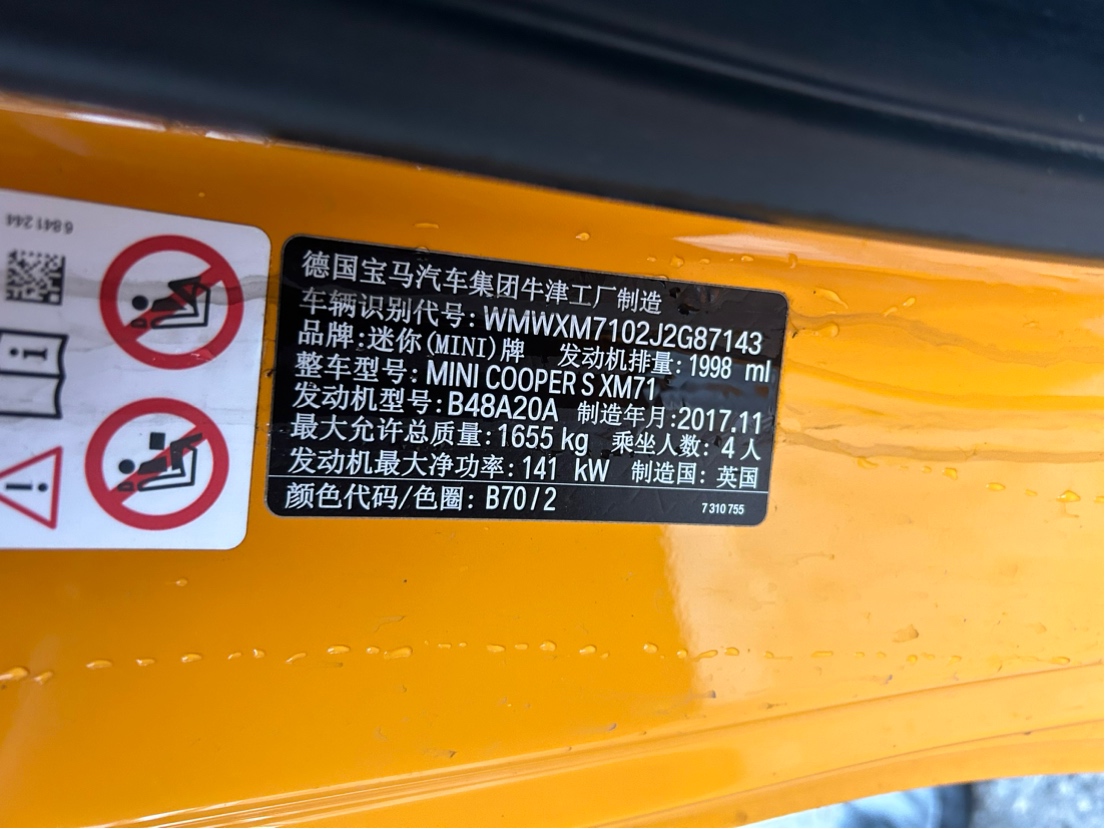 6841244
德国宝马汽车集团牛津工厂制造
车辆识别代号: WMWXM7102J2G87143
品牌:迷你(MINI)牌 发动机排量:1998 ml
整车型号: MINI COOPER S XM71
发动机型号:B48A20A 制造年月:2017.11
最大允许总质量:1655 kg 乘坐人数: 4人
发动机最大净功率: 141 kW 制造国: 英国
颜色代码/色圈: B70/2
7 310 755